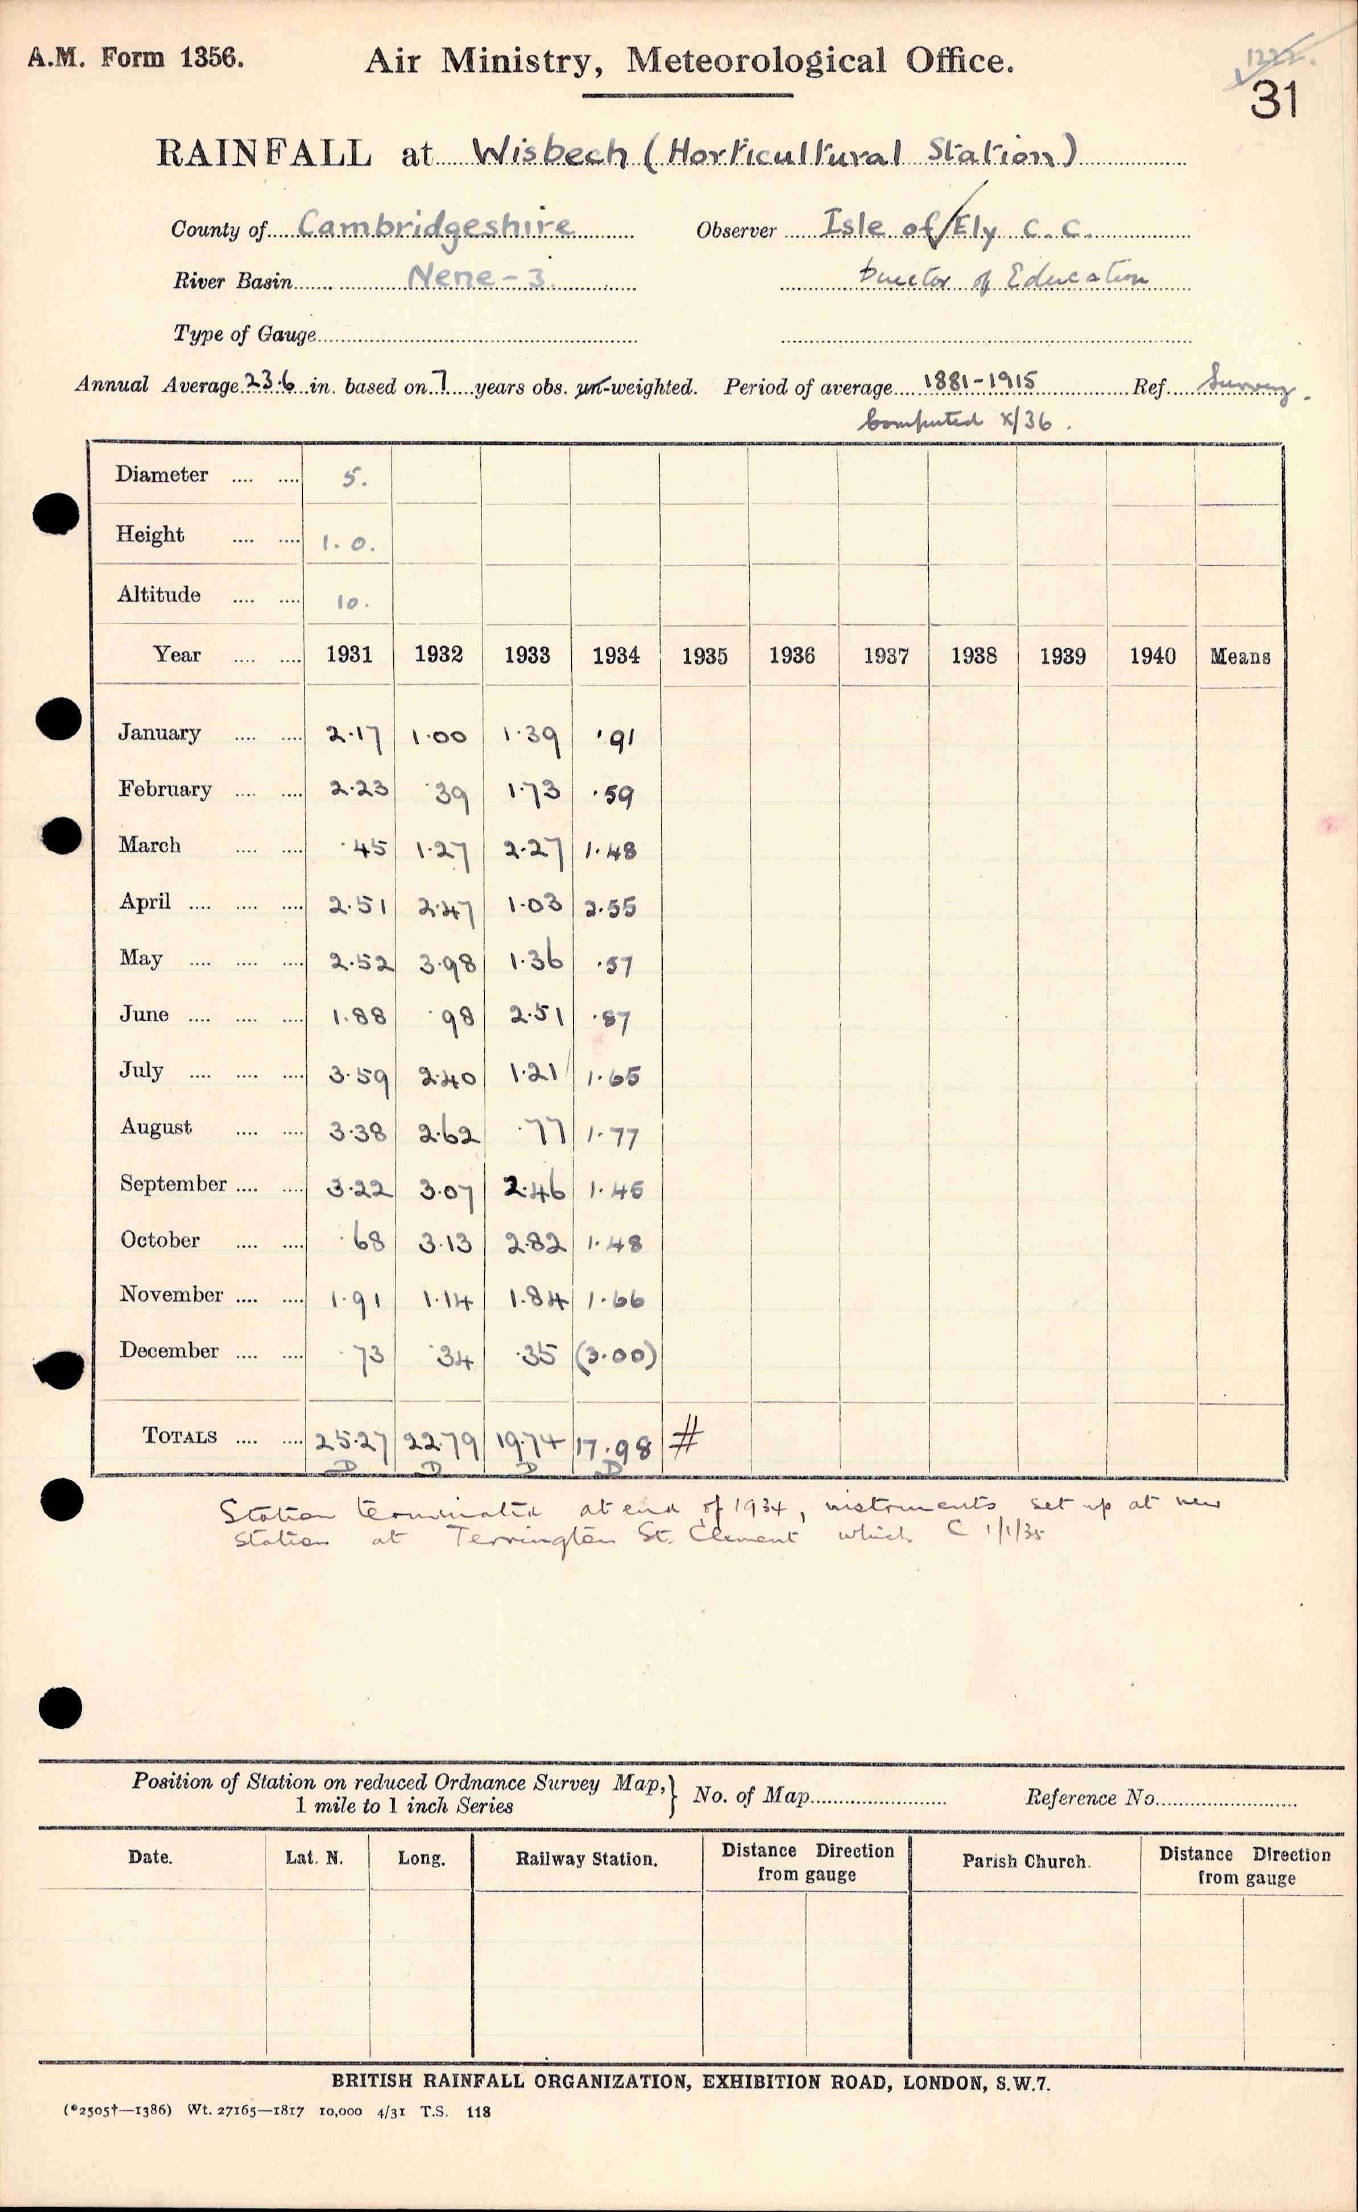 A.M. Form 1356.
Air Ministry, Meteorological Office.
1222.
31
RAINFALL at Wisbech (Horticultural Station)
County of Cambridgeshire Observer Isle of Ely C.C.
River Basin Nene - 3. Director of Education
Type of Gauge
Annual Average 23.6 in. based on 7 years obs. un-weighted. Period of average 1881-1915 Ref. Survey.
Computed X/36.
Diameter .... .... 5.
Height .... .... 1.0.
Altitude .... .... 10.
Year .... .... 1931 1932 1933 1934 1935 1936 1937 1938 1939 1940 Means
January .... .... 2.17 1.00 1.39 .91
February .... .... 2.23 .39 1.73 .59
March .... .... .45 1.27 2.27 1.48
April .... .... .... 2.51 2.47 1.03 2.55
May .... .... .... 2.52 3.98 1.36 .57
June .... .... .... 1.88 .98 2.51 .87
July .... .... .... 3.59 2.40 1.21 1.65
August .... .... 3.38 2.62 .77 1.77
September .... .... 3.22 3.07 2.46 1.45
October .... .... .68 3.13 2.82 1.48
November .... .... 1.91 1.14 1.84 1.66
December .... .... .73 .34 .35 (3.00)
TOTALS .... .... 25.27 22.79 19.74 17.98 #
D D D D
Station terminated at end of 1934, instruments set up at new
station at Terrington St. Clement which C 1/1/35
Position of Station on reduced Ordnance Survey Map, } No. of Map Reference No.
1 mile to 1 inch Series
Date. Lat. N. Long. Railway Station. Distance Direction from gauge Parish Church. Distance Direction from gauge
BRITISH RAINFALL ORGANIZATION, EXHIBITION ROAD, LONDON, S.W.7.
(*2505†—1386) Wt. 27165—1817 10,000 4/31 T.S. 118